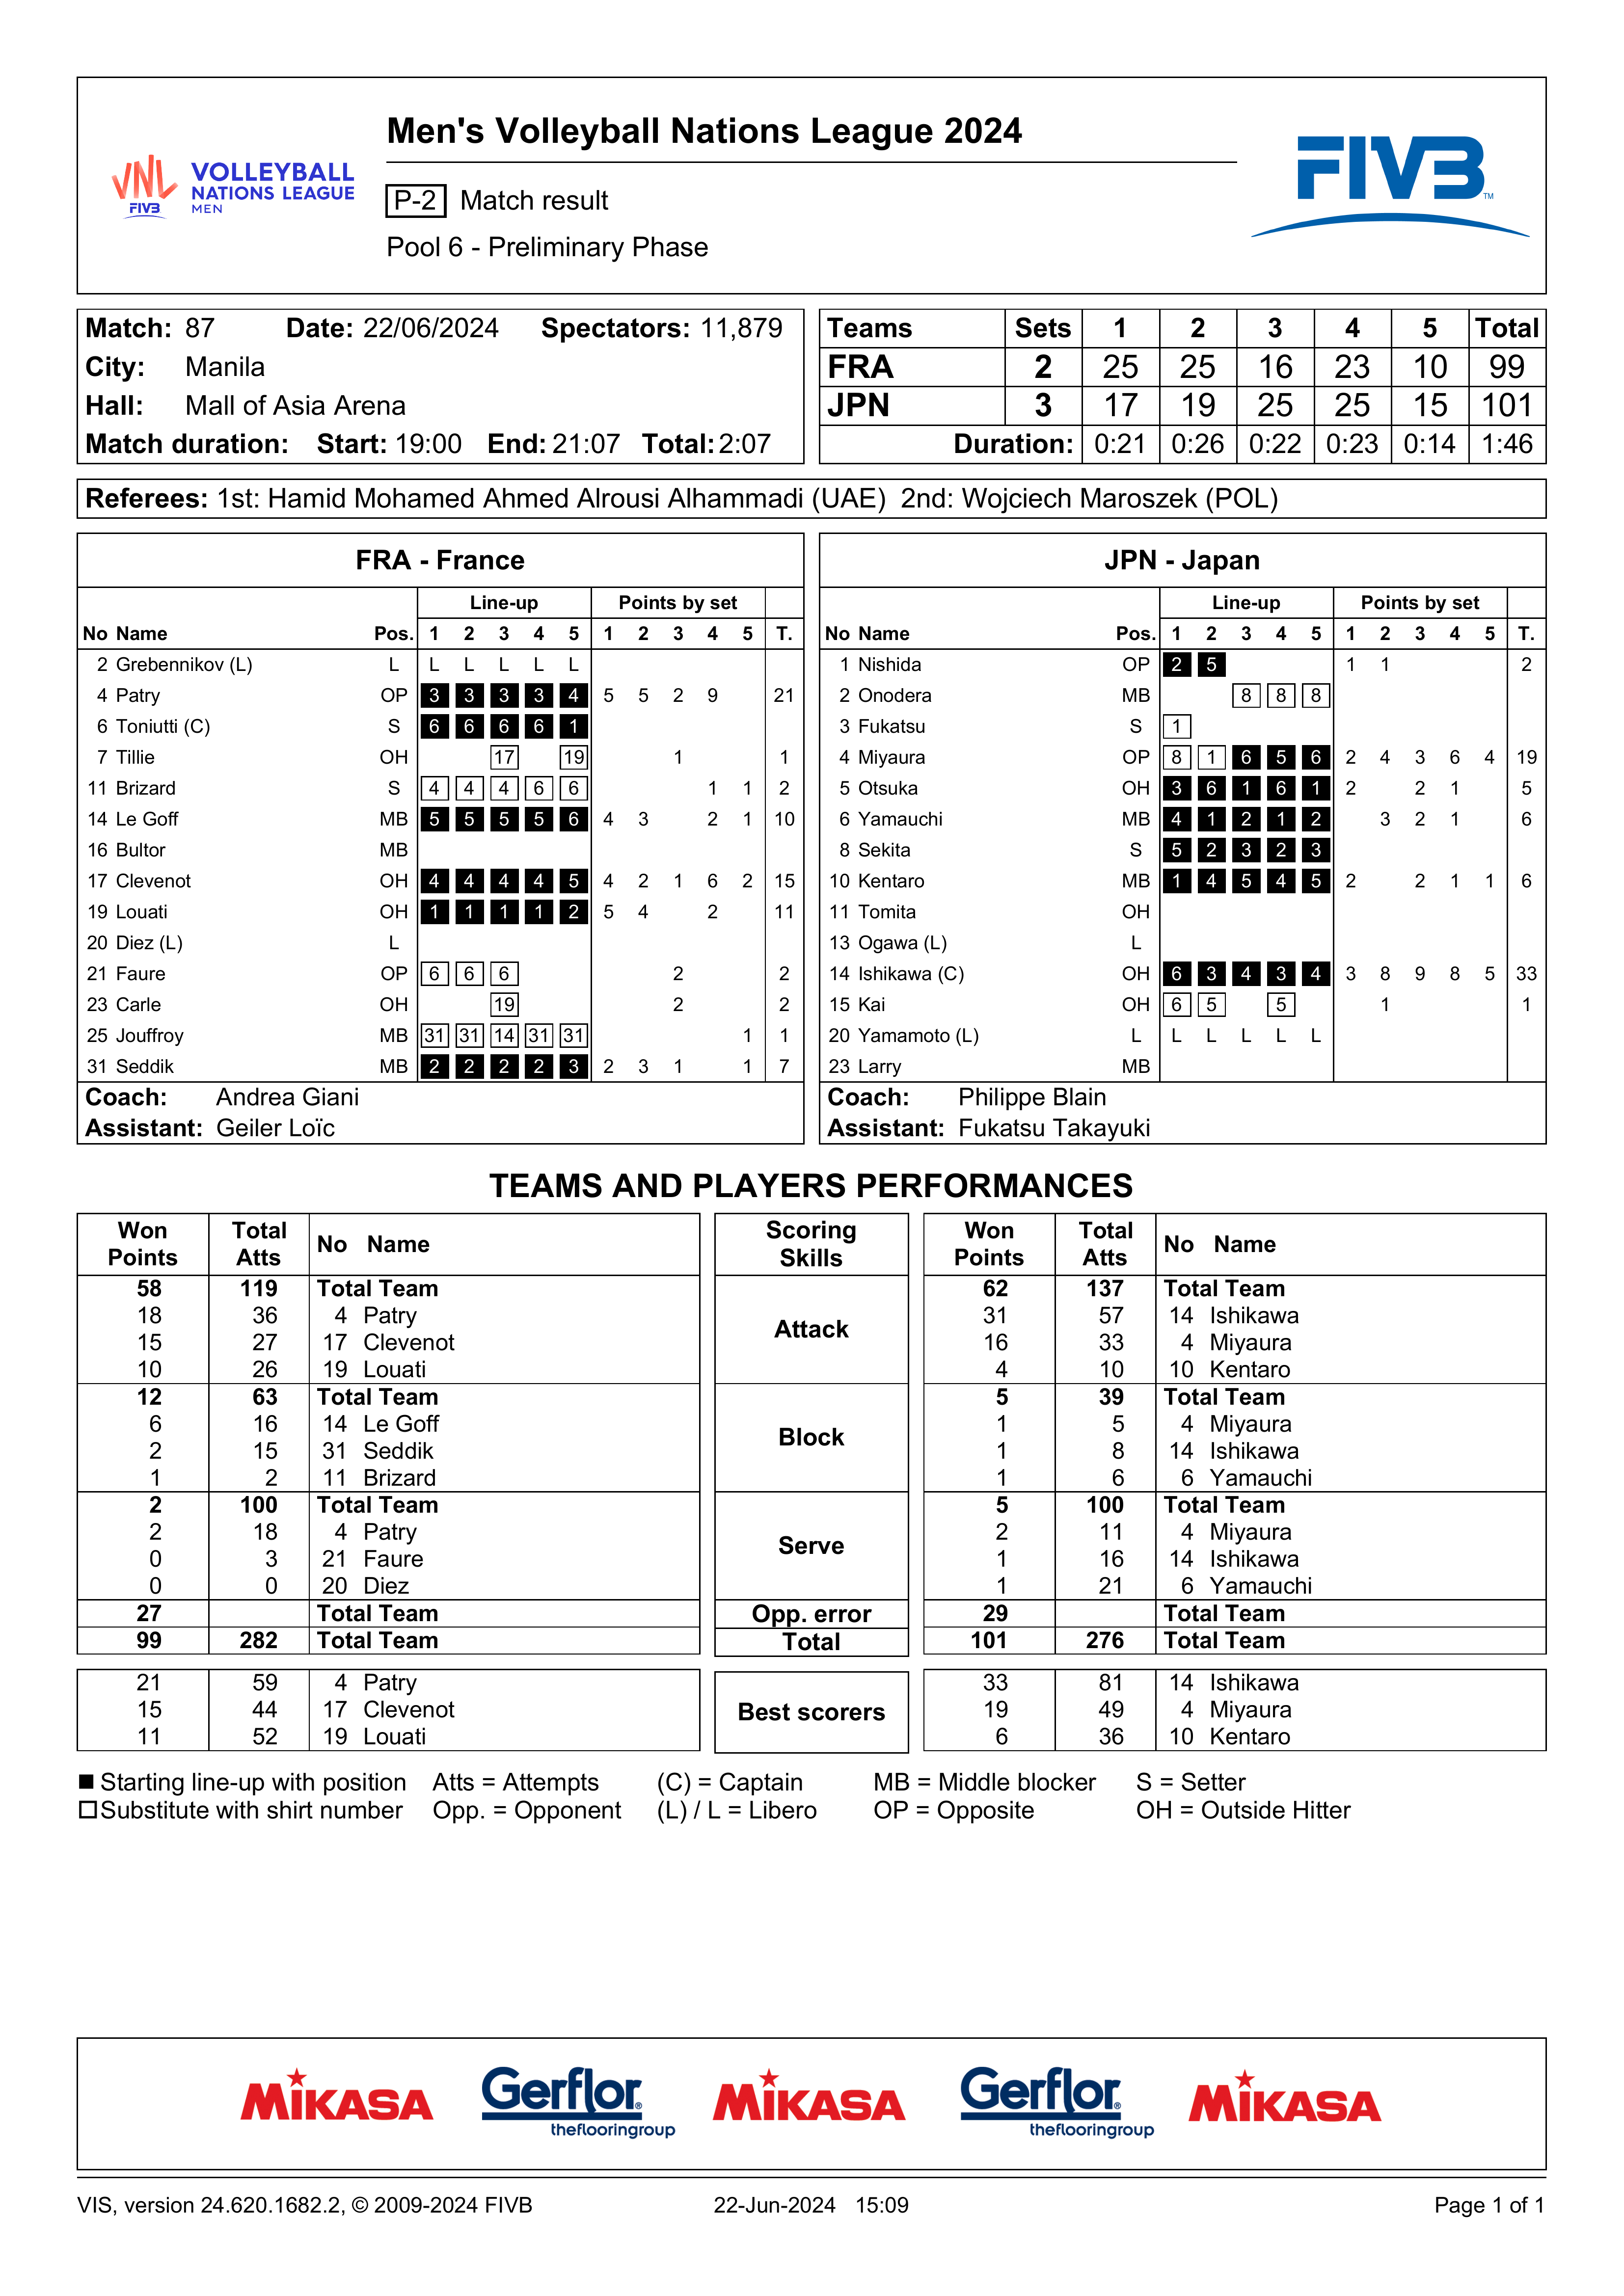 Men's Volleyball Nations League 2024
VNL FIVB VOLLEYBALL NATIONS LEAGUE MEN
P-2 Match result
Pool 6 - Preliminary Phase
FIVB TM
Match: 87 Date: 22/06/2024 Spectators: 11,879
City: Manila
Hall: Mall of Asia Arena
Match duration: Start: 19:00 End: 21:07 Total: 2:07
Teams Sets 1 2 3 4 5 Total
FRA 2 25 25 16 23 10 99
JPN 3 17 19 25 25 15 101
Duration: 0:21 0:26 0:22 0:23 0:14 1:46
Referees: 1st: Hamid Mohamed Ahmed Alrousi Alhammadi (UAE) 2nd: Wojciech Maroszek (POL)
FRA - France
Line-up Points by set
No Name Pos. 1 2 3 4 5 1 2 3 4 5 T.
2 Grebennikov (L) L L L L L L
4 Patry OP 3 3 3 3 4 5 5 2 9 21
6 Toniutti (C) S 6 6 6 6 1
7 Tillie OH 17 19 1 1
11 Brizard S 4 4 4 6 6 1 1 2
14 Le Goff MB 5 5 5 5 6 4 3 2 1 10
16 Bultor MB
17 Clevenot OH 4 4 4 4 5 4 2 1 6 2 15
19 Louati OH 1 1 1 1 2 5 4 2 11
20 Diez (L) L
21 Faure OP 6 6 6 2 2
23 Carle OH 19 2 2
25 Jouffroy MB 31 31 14 31 31 1 1
31 Seddik MB 2 2 2 2 3 2 3 1 1 7
Coach: Andrea Giani
Assistant: Geiler Loïc
JPN - Japan
Line-up Points by set
No Name Pos. 1 2 3 4 5 1 2 3 4 5 T.
1 Nishida OP 2 5 1 1 2
2 Onodera MB 8 8 8
3 Fukatsu S 1
4 Miyaura OP 8 1 6 5 6 2 4 3 6 4 19
5 Otsuka OH 3 6 1 6 1 2 2 1 5
6 Yamauchi MB 4 1 2 1 2 3 2 1 6
8 Sekita S 5 2 3 2 3
10 Kentaro MB 1 4 5 4 5 2 2 1 1 6
11 Tomita OH
13 Ogawa (L) L
14 Ishikawa (C) OH 6 3 4 3 4 3 8 9 8 5 33
15 Kai OH 6 5 5 1 1
20 Yamamoto (L) L L L L L L
23 Larry MB
Coach: Philippe Blain
Assistant: Fukatsu Takayuki
TEAMS AND PLAYERS PERFORMANCES
Won Points Total Atts No Name Scoring Skills Won Points Total Atts No Name
58 119 Total Team Attack 62 137 Total Team
18 36 4 Patry 31 57 14 Ishikawa
15 27 17 Clevenot 16 33 4 Miyaura
10 26 19 Louati 4 10 10 Kentaro
12 63 Total Team Block 5 39 Total Team
6 16 14 Le Goff 1 5 4 Miyaura
2 15 31 Seddik 1 8 14 Ishikawa
1 2 11 Brizard 1 6 6 Yamauchi
2 100 Total Team Serve 5 100 Total Team
2 18 4 Patry 2 11 4 Miyaura
0 3 21 Faure 1 16 14 Ishikawa
0 0 20 Diez 1 21 6 Yamauchi
27 Total Team Opp. error 29 Total Team
99 282 Total Team Total 101 276 Total Team
21 59 4 Patry Best scorers 33 81 14 Ishikawa
15 44 17 Clevenot 19 49 4 Miyaura
11 52 19 Louati 6 36 10 Kentaro
Starting line-up with position Atts = Attempts (C) = Captain MB = Middle blocker S = Setter
Substitute with shirt number Opp. = Opponent (L) / L = Libero OP = Opposite OH = Outside Hitter
MIKASA Gerflor® theflooringgroup MIKASA Gerflor® theflooringgroup MIKASA
VIS, version 24.620.1682.2, © 2009-2024 FIVB 22-Jun-2024 15:09 Page 1 of 1